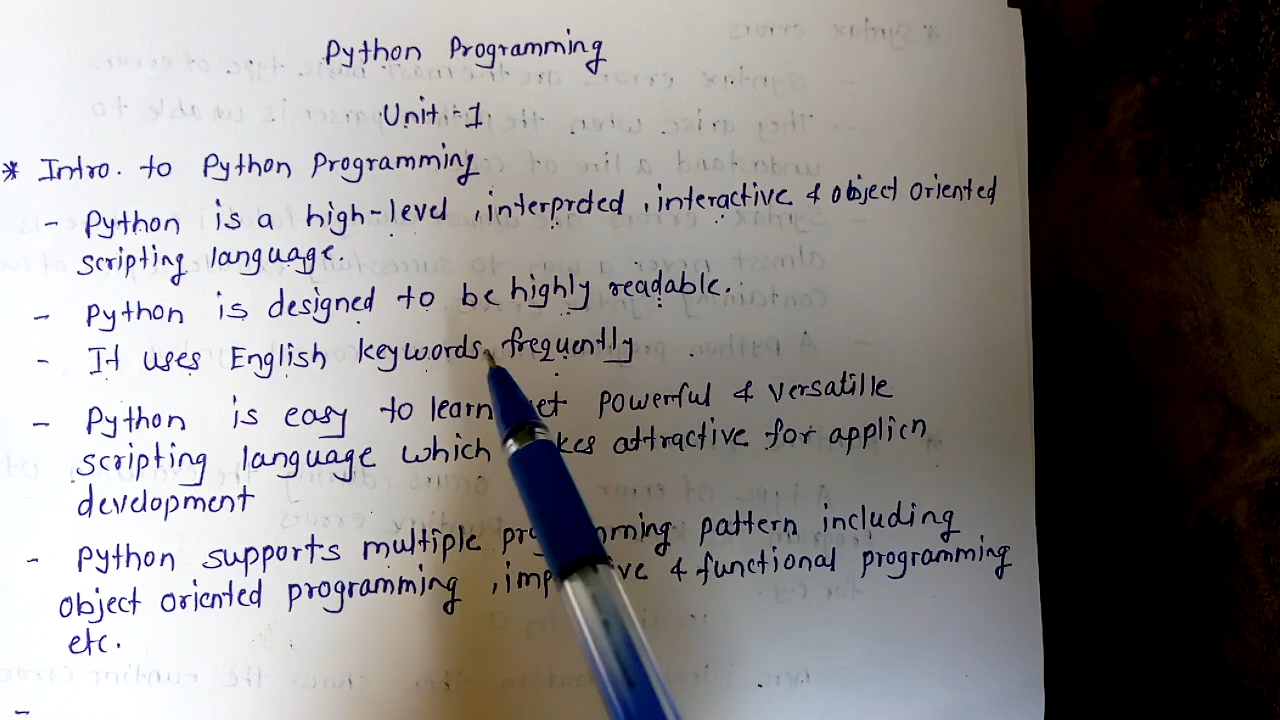 Python Programming
Unit-1
* Intro. to Python Programming
- Python is a high-level, interprted, interactive & object oriented
scripting language.
- Python is designed to be highly readable.
- It uses English keywords frequently
- Python is easy to learn powerful & versatille
scripting language which attractive for applicn
development
- Python supports multiple pattern including
object oriented programming, & functional programming
etc.
-